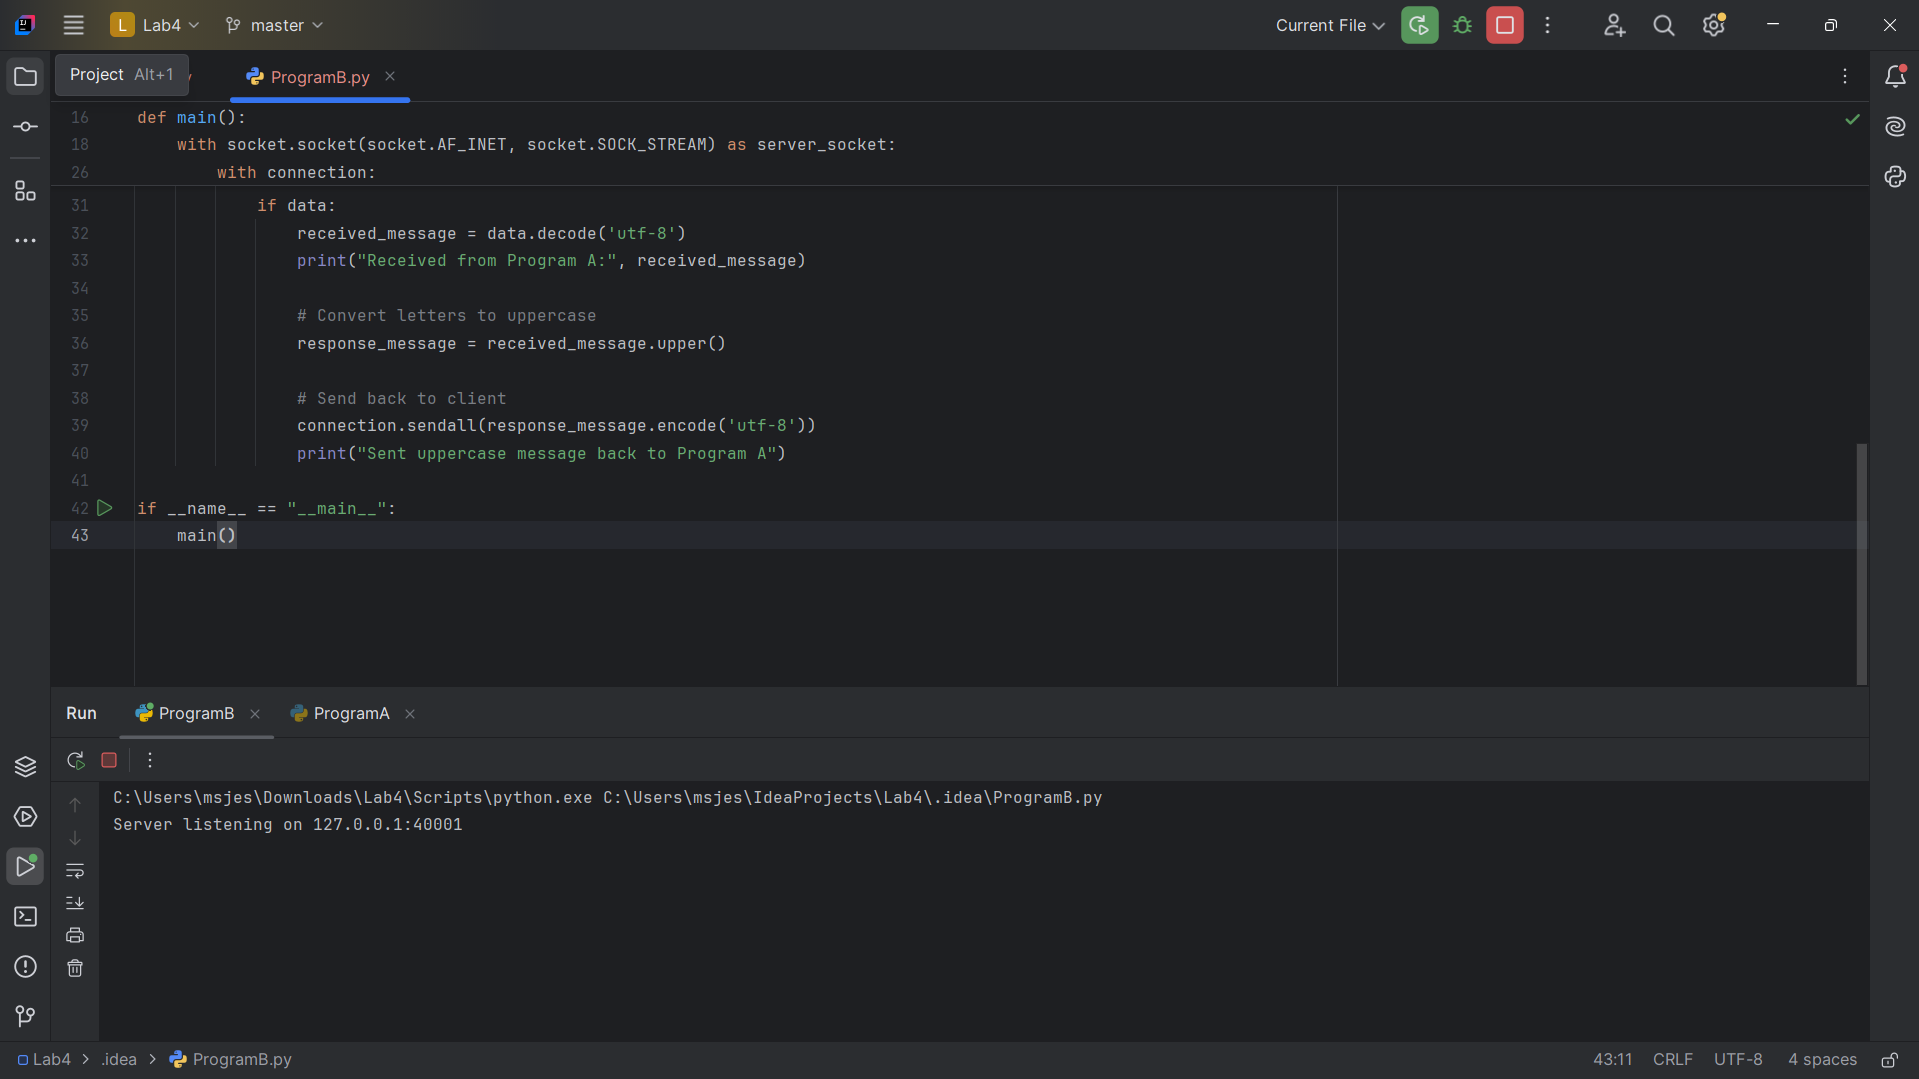 L Lab4 master Current File
Project Alt+1 ProgramB.py
16 def main():
18 with socket.socket(socket.AF_INET, socket.SOCK_STREAM) as server_socket:
26 with connection:
31 if data:
32 received_message = data.decode('utf-8')
33 print("Received from Program A:", received_message)
34
35 # Convert letters to uppercase
36 response_message = received_message.upper()
37
38 # Send back to client
39 connection.sendall(response_message.encode('utf-8'))
40 print("Sent uppercase message back to Program A")
41
42 if __name__ == "__main__":
43 main()
Run ProgramB ProgramA
C:\Users\msjes\Downloads\Lab4\Scripts\python.exe C:\Users\msjes\IdeaProjects\Lab4\.idea\ProgramB.py
Server listening on 127.0.0.1:40001
Lab4 > .idea > ProgramB.py 43:11 CRLF UTF-8 4 spaces